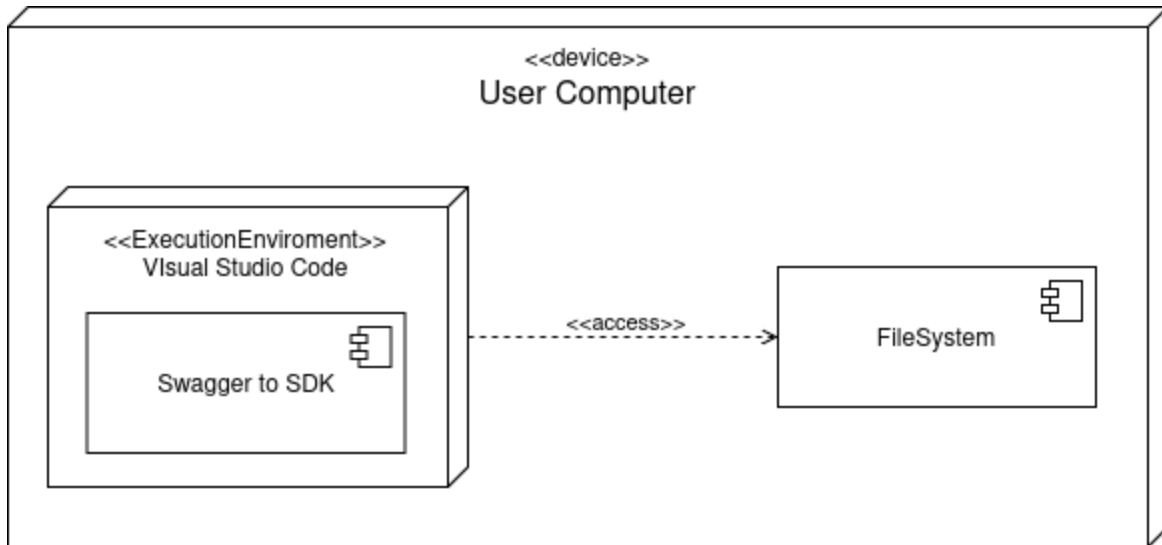 <<device>>
User Computer
<<ExecutionEnviroment>>
VIsual Studio Code
Swagger to SDK
<<access>>
FileSystem